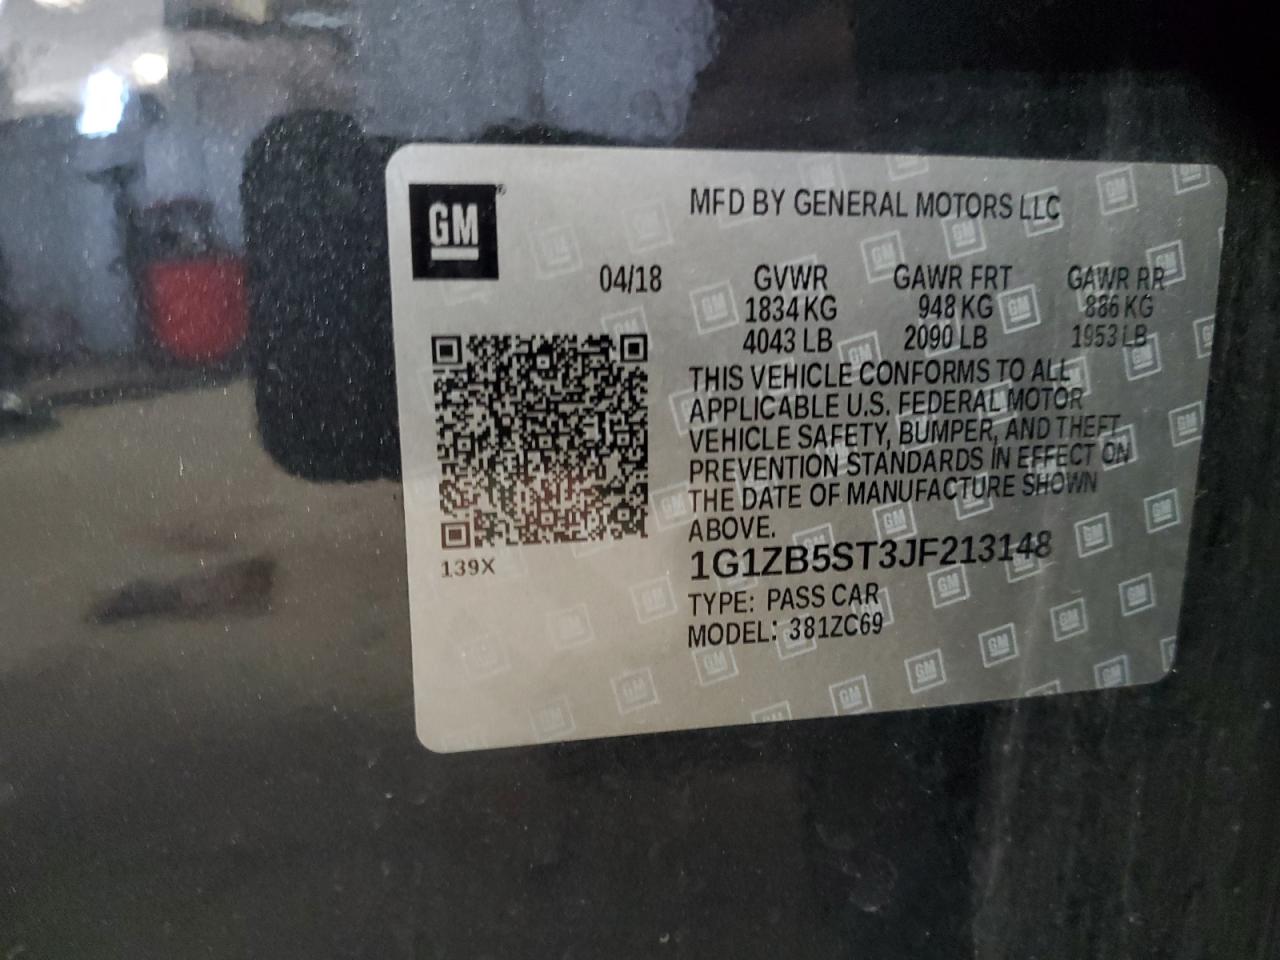 GM®
MFD BY GENERAL MOTORS LLC
04/18 GVWR GAWR FRT GAWR RR
1834 KG 948 KG 886 KG
4043 LB 2090 LB 1953 LB
THIS VEHICLE CONFORMS TO ALL
APPLICABLE U.S. FEDERAL MOTOR
VEHICLE SAFETY, BUMPER, AND THEFT
PREVENTION STANDARDS IN EFFECT ON
THE DATE OF MANUFACTURE SHOWN
ABOVE.
139X
1G1ZB5ST3JF213148
TYPE: PASS CAR
MODEL: 381ZC69